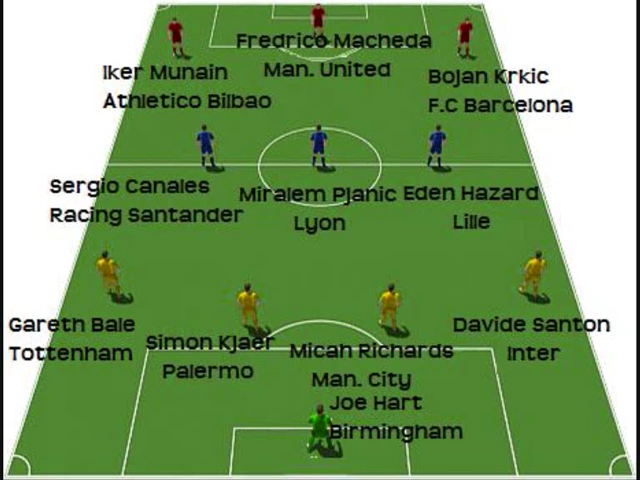 Fredrico Macheda
Man. United
Iker Munain
Athletico Bilbao
Bojan Krkic
F.C Barcelona
Sergio Canales
Racing Santander
Miralem Pjanic
Lyon
Eden Hazard
Lille
Gareth Bale
Tottenham
Simon Kjaer
Palermo
Micah Richards
Man. City
Davide Santon
Inter
Joe Hart
Birmingham